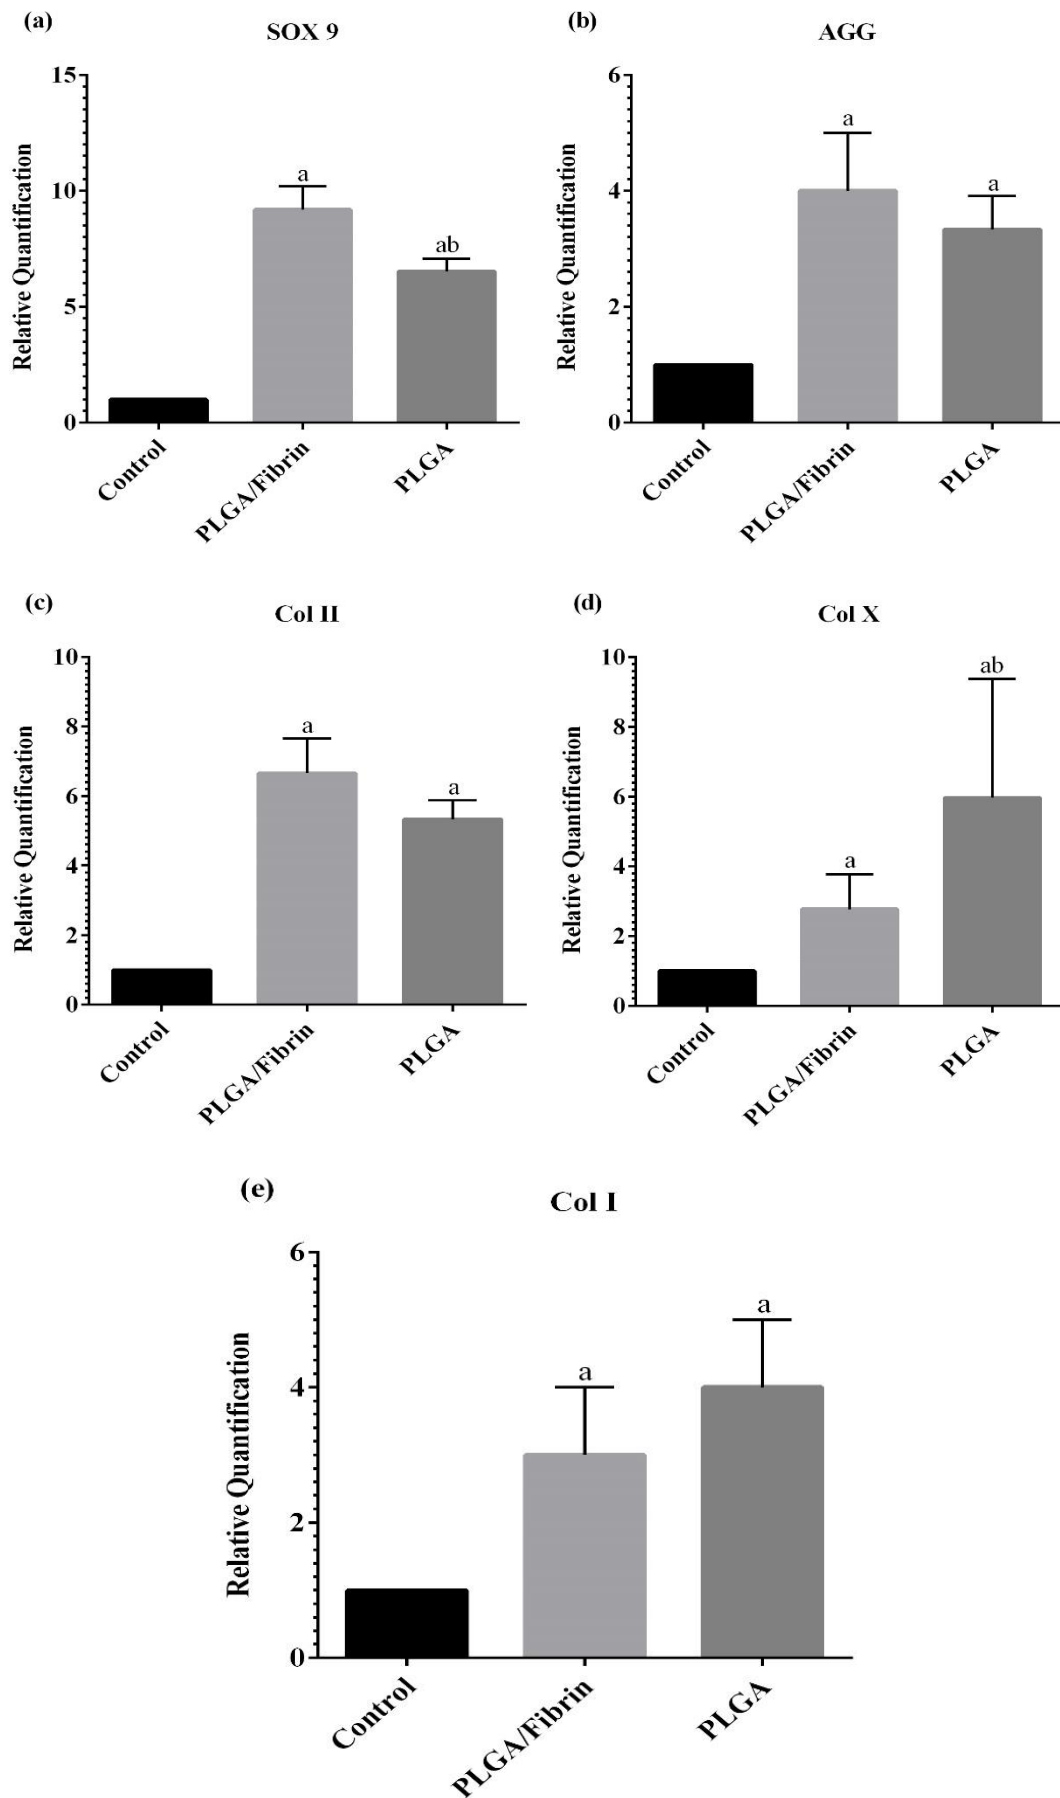 (a)
SOX 9
Relative Quantification
15
10
5
0
a
ab
Control
PLGA/Fibrin
PLGA
(b)
AGG
Relative Quantification
6
4
2
0
a
a
Control
PLGA/Fibrin
PLGA
(c)
Col II
Relative Quantification
10
8
6
4
2
0
a
a
Control
PLGA/Fibrin
PLGA
(d)
Col X
Relative Quantification
10
8
6
4
2
0
a
ab
Control
PLGA/Fibrin
PLGA
(e)
Col I
Relative Quantification
6
4
2
0
a
a
Control
PLGA/Fibrin
PLGA